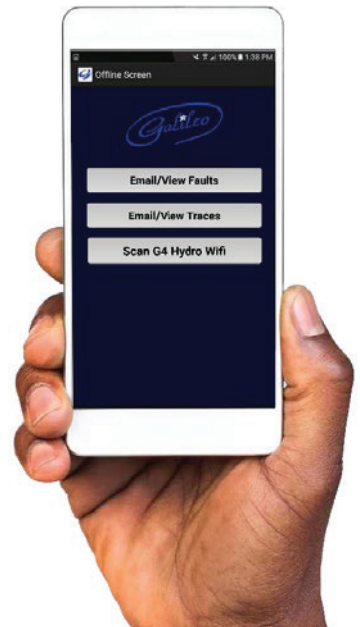 100% 1:38 PM
Offline Screen
Galileo
Email/View Faults
Email/View Traces
Scan G4 Hydro Wifi